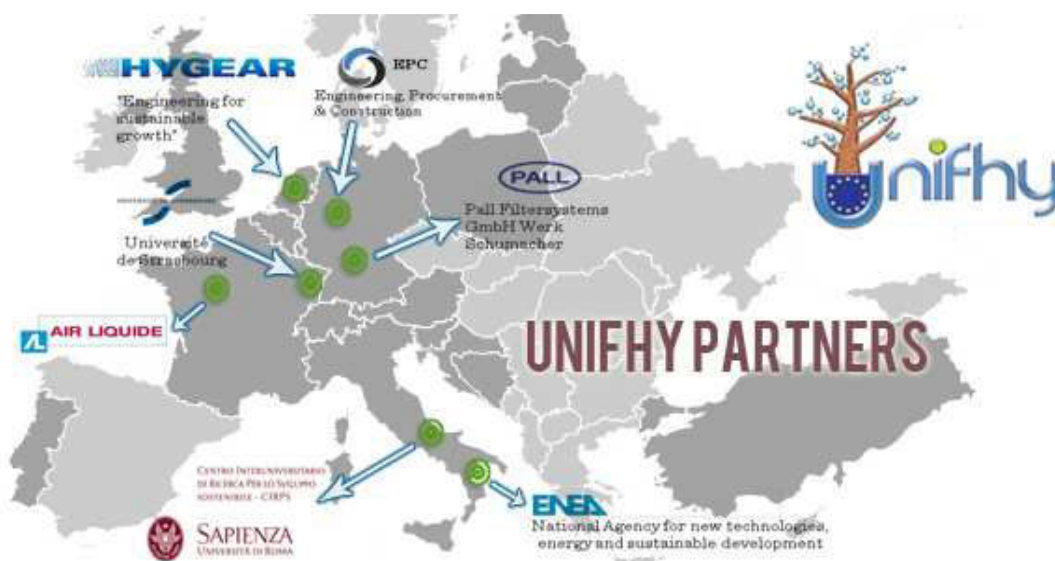 HYGEAR
"Engineering for
sustainable
growth"
EPC
Engineering, Procurement
& Construction
Unifhy
PALL
Pall Filtersystems
GmbH Werk
Schumacher
Université
de Strasbourg
AIR LIQUIDE
UNIFHY PARTNERS
CENTRO INTERUNIVERSITARIO
DI RICERCA PER LO SVILUPPO
SOSTENIBILE - CIRPS
SAPIENZA
UNIVERSITÀ DI ROMA
ENEA
National Agency for new technologies,
energy and sustainable development